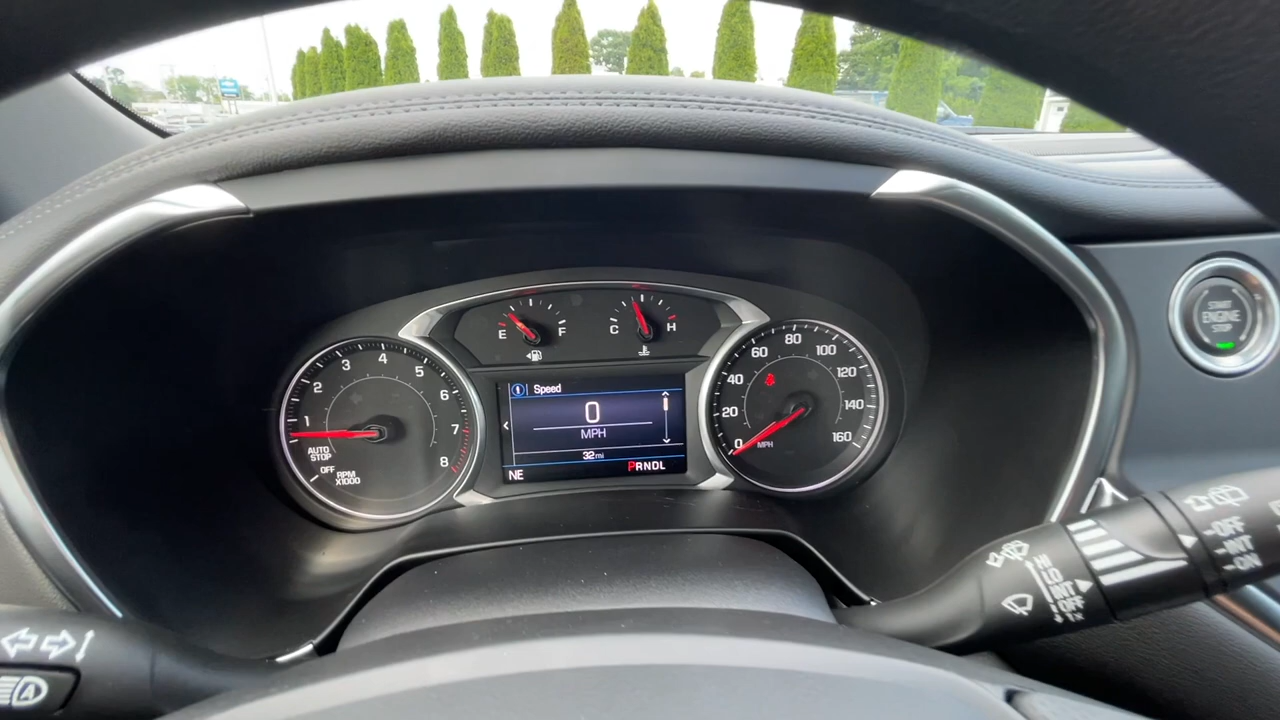 E F
C H
1 2 3 4 5 6 7 8
AUTO
STOP
OFF
RPM
X1000
Speed
0
MPH
32mi
NE
PRNDL
0 20 40 60 80 100 120 140 160
MPH
START
ENGINE
STOP
OFF
INT
ON
HI
LO
INT
OFF
1x
A